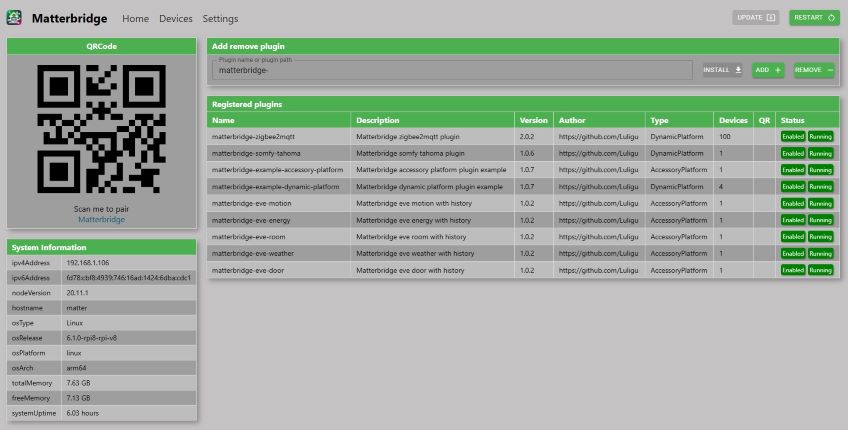 Matterbridge Home Devices Settings UPDATE RESTART
QRCode
Scan me to pair
Matterbridge
System Information
ipv4Address 192.168.1.106
ipv6Address fd78:cbf8:4939:746:16ad:1424:6dba:cdc1
nodeVersion 20.11.1
hostname matter
osType Linux
osRelease 6.1.0-rpi8-rpi-v8
osPlatform linux
osArch arm64
totalMemory 7.63 GB
freeMemory 7.13 GB
systemUptime 6.03 hours
Add remove plugin
Plugin name or plugin path
matterbridge- INSTALL ADD REMOVE
Registered plugins
Name Description Version Author Type Devices QR Status
matterbridge-zigbee2mqtt Matterbridge zigbee2mqtt plugin 2.0.2 https://github.com/Luligu DynamicPlatform 100 Enabled Running
matterbridge-somfy-tahoma Matterbridge somfy tahoma plugin 1.0.6 https://github.com/Luligu DynamicPlatform 1 Enabled Running
matterbridge-example-accessory-platform Matterbridge accessory platform plugin example 1.0.7 https://github.com/Luligu AccessoryPlatform 1 Enabled Running
matterbridge-example-dynamic-platform Matterbridge dynamic platform plugin example 1.0.7 https://github.com/Luligu DynamicPlatform 4 Enabled Running
matterbridge-eve-motion Matterbridge eve motion with history 1.0.2 https://github.com/Luligu AccessoryPlatform 1 Enabled Running
matterbridge-eve-energy Matterbridge eve energy with history 1.0.2 https://github.com/Luligu AccessoryPlatform 1 Enabled Running
matterbridge-eve-room Matterbridge eve room with history 1.0.2 https://github.com/Luligu AccessoryPlatform 1 Enabled Running
matterbridge-eve-weather Matterbridge eve weather with history 1.0.2 https://github.com/Luligu AccessoryPlatform 1 Enabled Running
matterbridge-eve-door Matterbridge eve door with history 1.0.2 https://github.com/Luligu AccessoryPlatform 1 Enabled Running